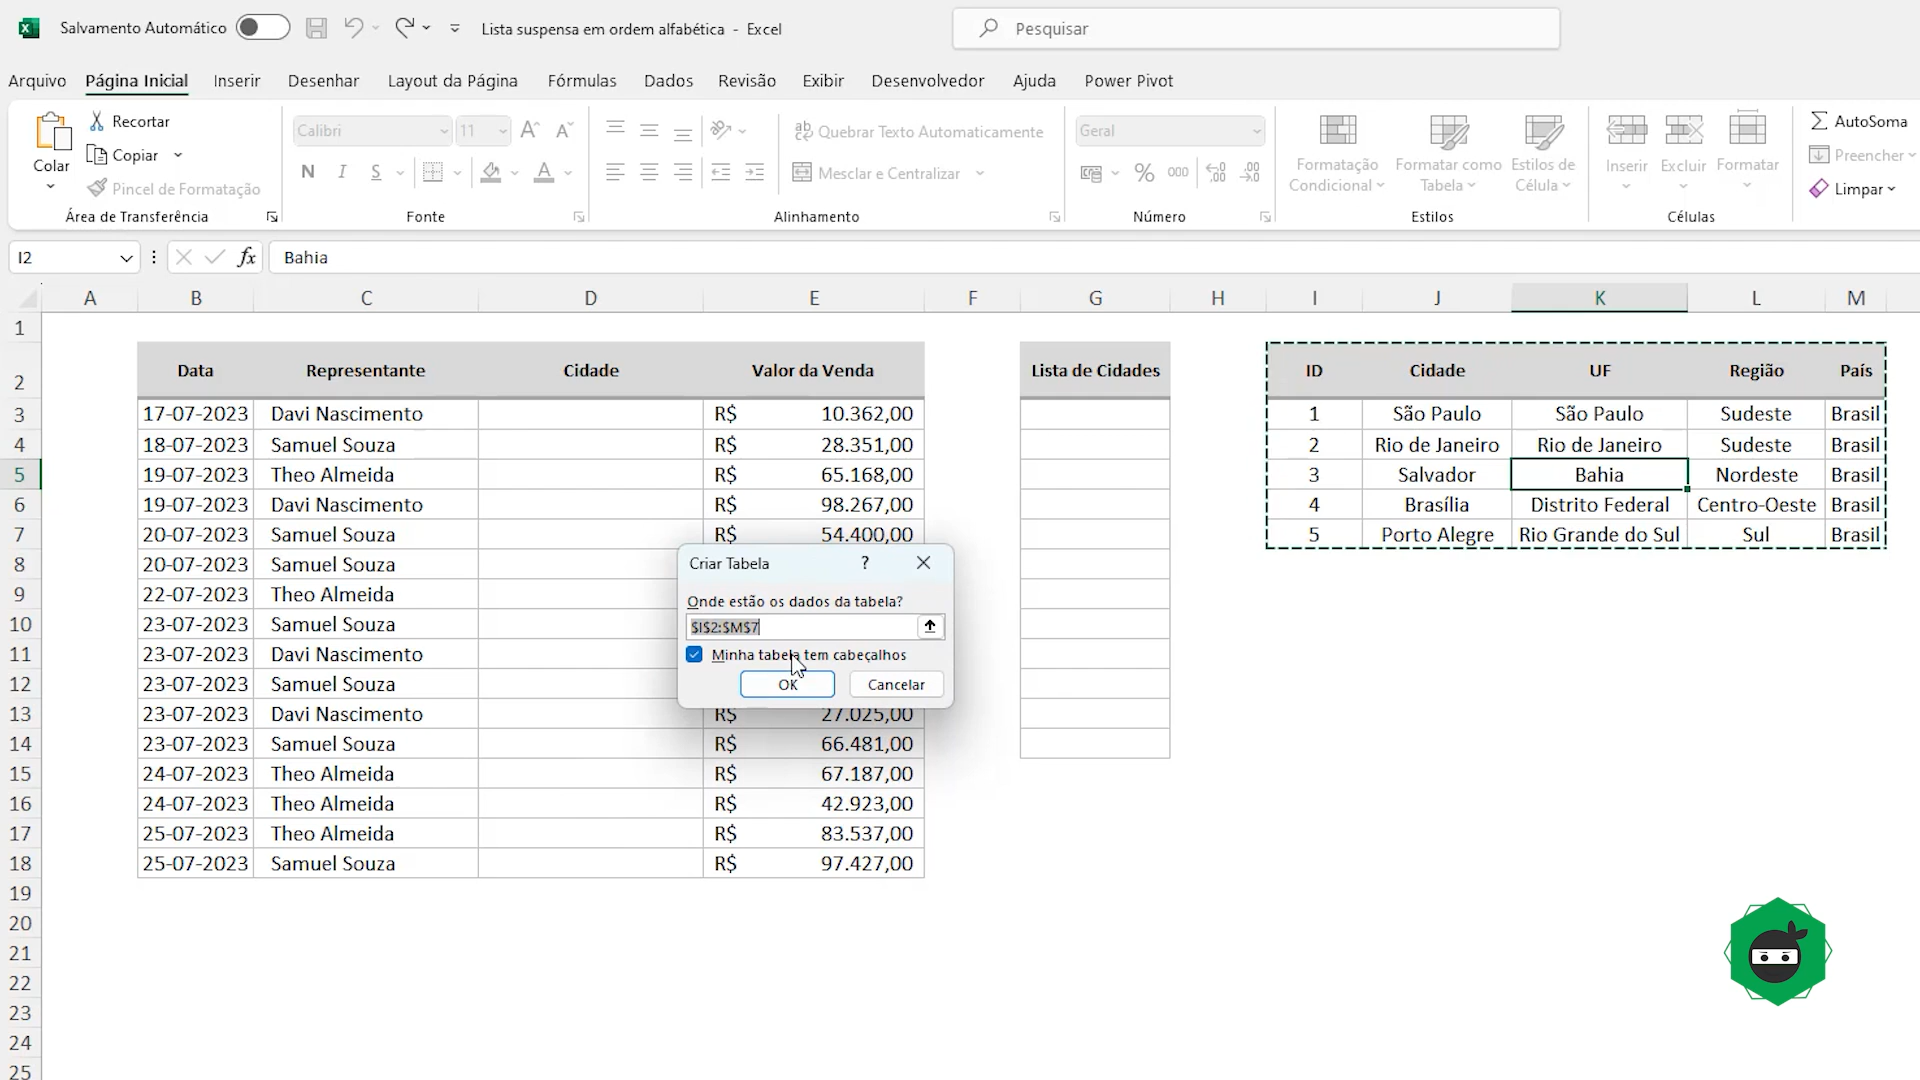 Salvamento Automático
Lista suspensa em ordem alfabética - Excel
Pesquisar
Arquivo Página Inicial Inserir Desenhar Layout da Página Fórmulas Dados Revisão Exibir Desenvolvedor Ajuda Power Pivot
Colar
Recortar
Copiar
Pincel de Formatação
Área de Transferência
Calibri 11
N I S
Fonte
Quebrar Texto Automaticamente
Mesclar e Centralizar
Alinhamento
Geral
% 000
Número
Formatação Condicional
Formatar como Tabela
Estilos de Célula
Estilos
Inserir Excluir Formatar
Células
AutoSoma
Preencher
Limpar
I2 fx Bahia
A B C D E F G H I J K L M
1
2 Data Representante Cidade Valor da Venda Lista de Cidades ID Cidade UF Região País
3 17-07-2023 Davi Nascimento R$ 10.362,00 1 São Paulo São Paulo Sudeste Brasil
4 18-07-2023 Samuel Souza R$ 28.351,00 2 Rio de Janeiro Rio de Janeiro Sudeste Brasil
5 19-07-2023 Theo Almeida R$ 65.168,00 3 Salvador Bahia Nordeste Brasil
6 19-07-2023 Davi Nascimento R$ 98.267,00 4 Brasília Distrito Federal Centro-Oeste Brasil
7 20-07-2023 Samuel Souza R$ 54.400,00 5 Porto Alegre Rio Grande do Sul Sul Brasil
8 20-07-2023 Samuel Souza
9 22-07-2023 Theo Almeida
10 23-07-2023 Samuel Souza
11 23-07-2023 Davi Nascimento
12 23-07-2023 Samuel Souza
13 23-07-2023 Davi Nascimento R$ 27.025,00
14 23-07-2023 Samuel Souza R$ 66.481,00
15 24-07-2023 Theo Almeida R$ 67.187,00
16 24-07-2023 Theo Almeida R$ 42.923,00
17 25-07-2023 Theo Almeida R$ 83.537,00
18 25-07-2023 Samuel Souza R$ 97.427,00
19
20
21
22
23
24
25
Criar Tabela ?
Onde estão os dados da tabela?
$I$2:$M$7
Minha tabela tem cabeçalhos
OK Cancelar